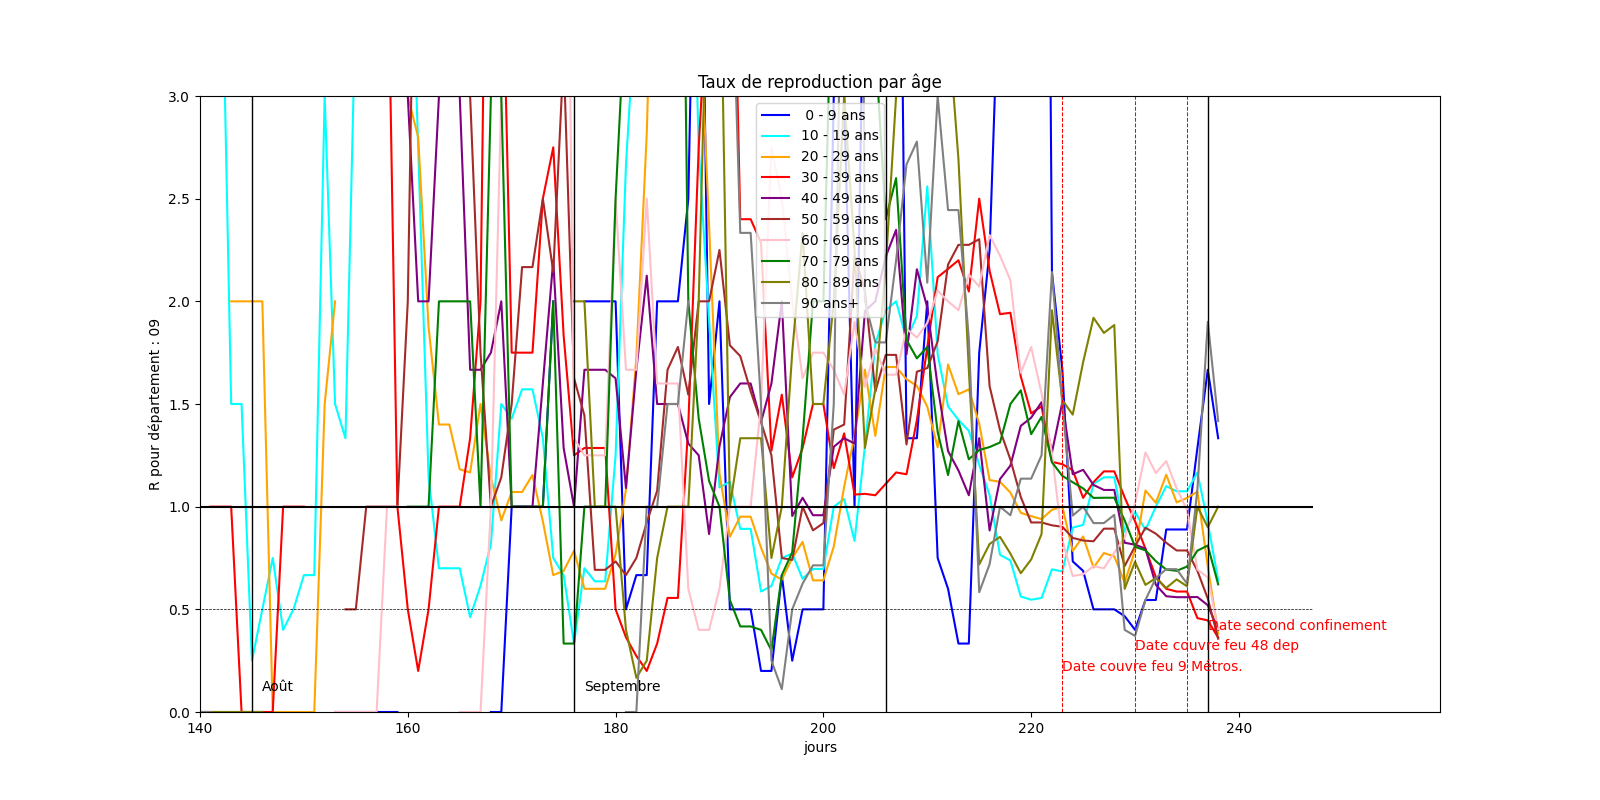 Taux de reproduction par âge
R pour département : 09
3.0
2.5
2.0
1.5
1.0
0.5
0.0
0 - 9 ans
10 - 19 ans
20 - 29 ans
30 - 39 ans
40 - 49 ans
50 - 59 ans
60 - 69 ans
70 - 79 ans
80 - 89 ans
90 ans+
Date second confinement
Date couvre feu 48 dep
Date couvre feu 9 Métros.
Août
Septembre
140
160
180
200
220
240
jours